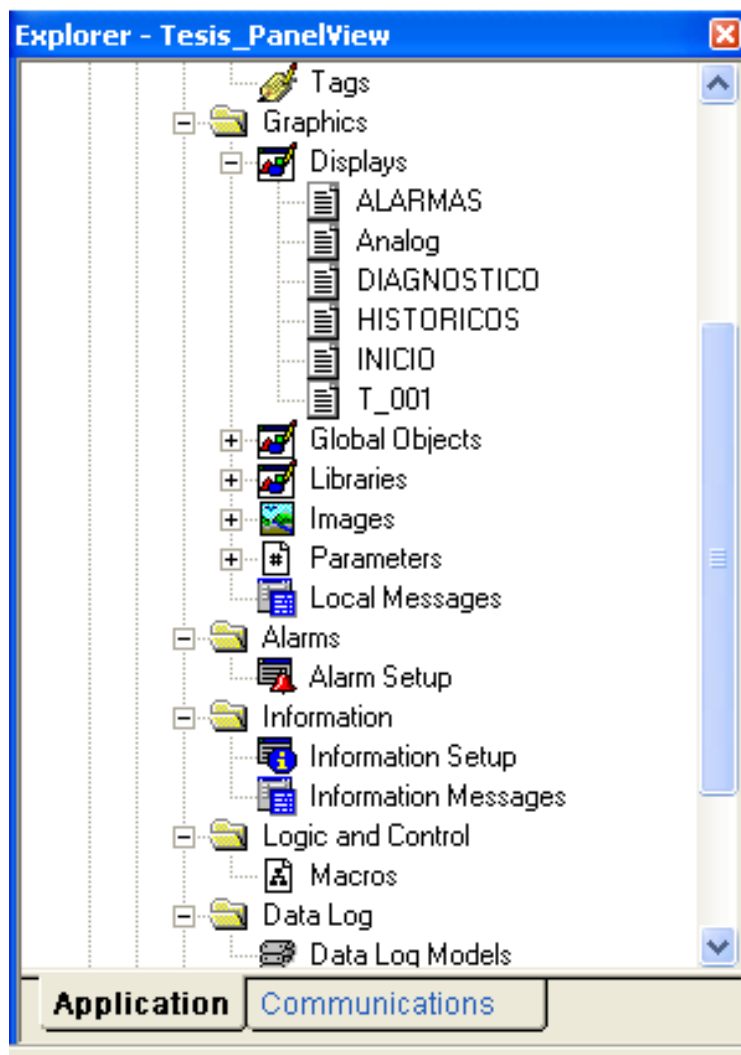 Explorer - Tesis_PanelView
Tags
Graphics
Displays
ALARMAS
Analog
DIAGNOSTICO
HISTORICOS
INICIO
T_001
Global Objects
Libraries
Images
Parameters
Local Messages
Alarms
Alarm Setup
Information
Information Setup
Information Messages
Logic and Control
Macros
Data Log
Data Log Models
Application Communications